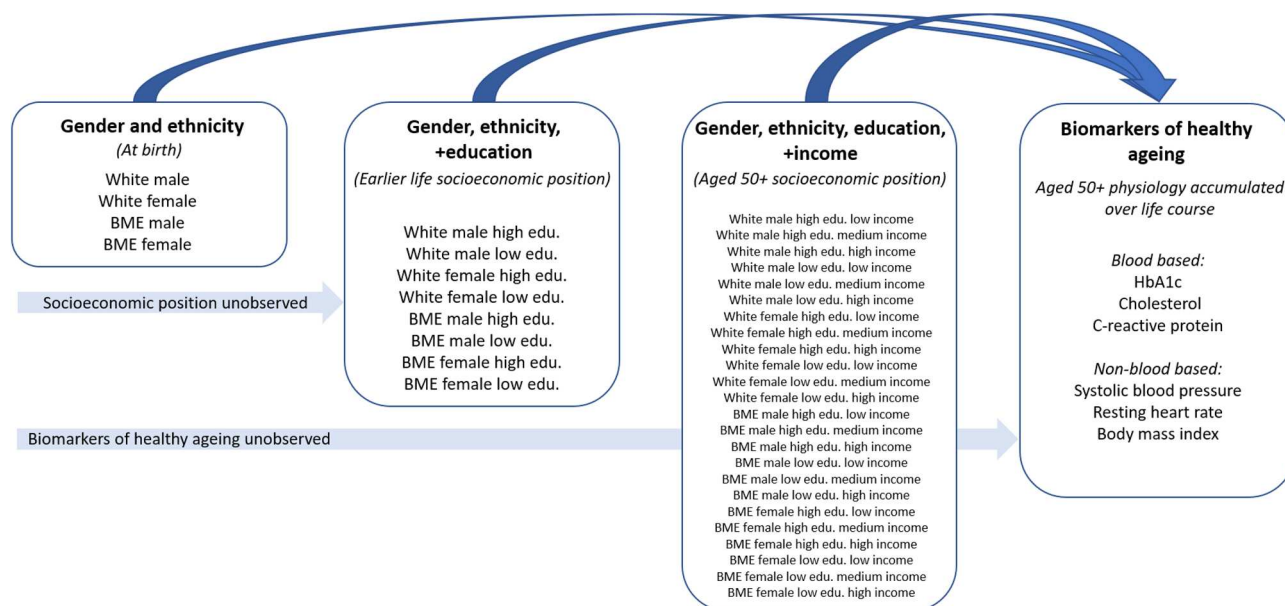 Gender and ethnicity
(At birth)
White male
White female
BME male
BME female
Socioeconomic position unobserved
Biomarkers of healthy ageing unobserved
Gender, ethnicity,
+education
(Earlier life socioeconomic position)
White male high edu.
White male low edu.
White female high edu.
White female low edu.
BME male high edu.
BME male low edu.
BME female high edu.
BME female low edu.
Gender, ethnicity, education,
+income
(Aged 50+ socioeconomic position)
White male high edu. low income
White male high edu. medium income
White male high edu. high income
White male low edu. low income
White male low edu. medium income
White male low edu. high income
White female high edu. low income
White female high edu. medium income
White female high edu. high income
White female low edu. low income
White female low edu. medium income
White female low edu. high income
BME male high edu. low income
BME male high edu. medium income
BME male high edu. high income
BME male low edu. low income
BME male low edu. medium income
BME male low edu. high income
BME female high edu. low income
BME female high edu. medium income
BME female high edu. high income
BME female low edu. low income
BME female low edu. medium income
BME female low edu. high income
Biomarkers of healthy
ageing
Aged 50+ physiology accumulated
over life course
Blood based:
HbA1c
Cholesterol
C-reactive protein
Non-blood based:
Systolic blood pressure
Resting heart rate
Body mass index